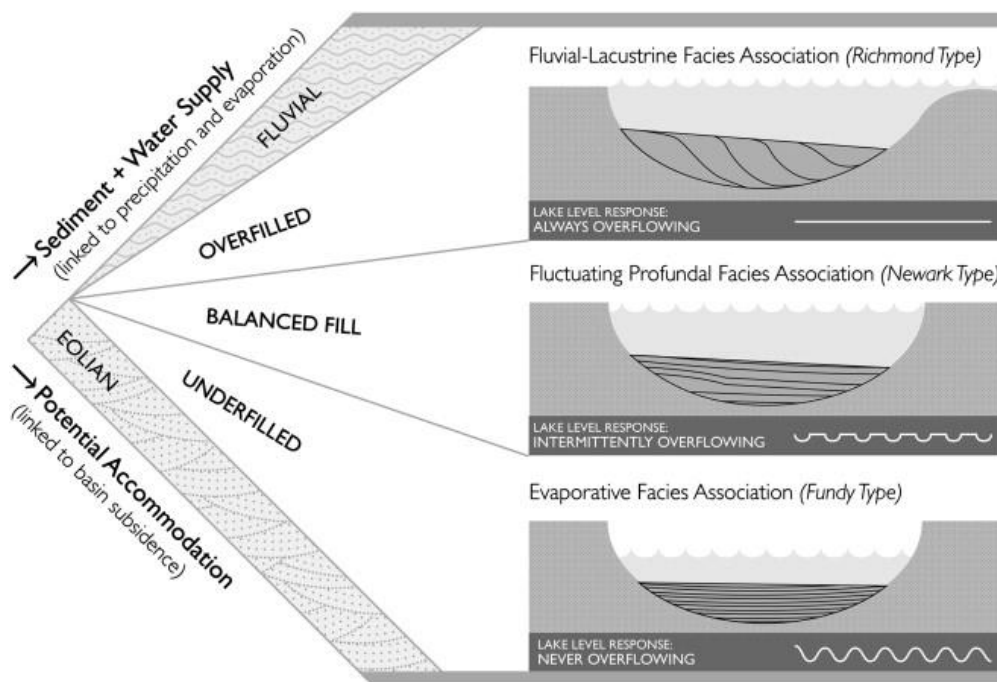 → Sediment + Water Supply
(linked to precipitation and evaporation)
FLUVIAL
OVERFILLED
BALANCED FILL
UNDERFILLED
EOLIAN
→ Potential Accommodation
(linked to basin subsidence)
Fluvial-Lacustrine Facies Association (Richmond Type)
LAKE LEVEL RESPONSE:
ALWAYS OVERFLOWING
Fluctuating Profundal Facies Association (Newark Type)
LAKE LEVEL RESPONSE:
INTERMITTENTLY OVERFLOWING
Evaporative Facies Association (Fundy Type)
LAKE LEVEL RESPONSE:
NEVER OVERFLOWING